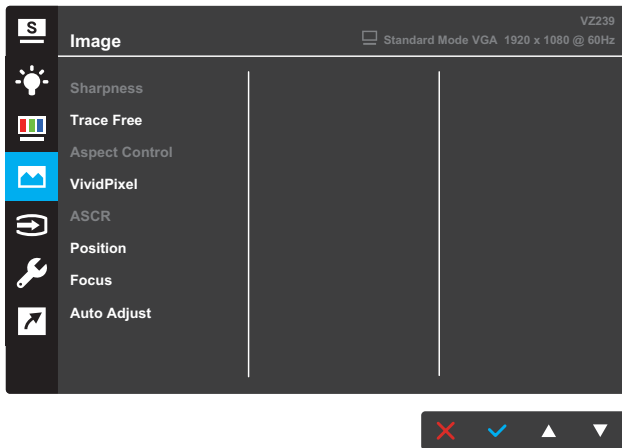 S
VZ239
Image
Standard Mode VGA 1920 x 1080 @ 60Hz
Sharpness
Trace Free
Aspect Control
VividPixel
ASCR
Position
Focus
Auto Adjust